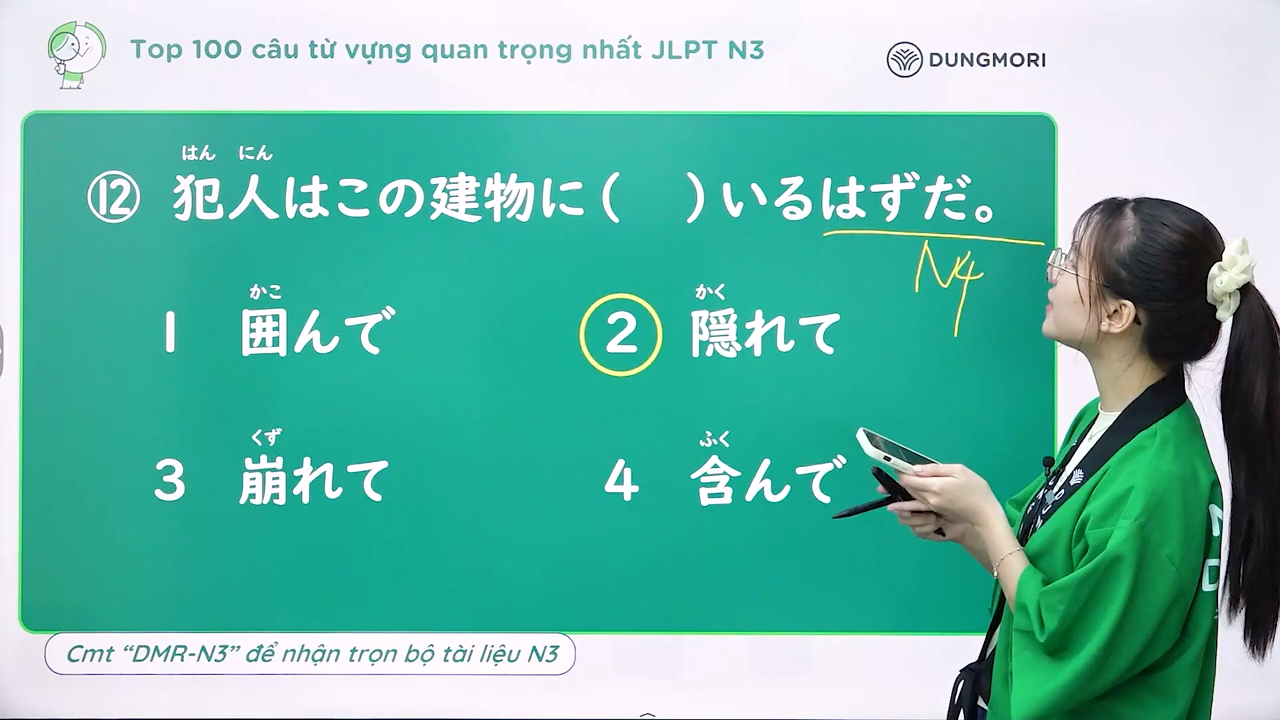 Top 100 câu từ vựng quan trọng nhất JLPT N3
DUNGMORI
はん にん
⑫ 犯人はこの建物に( )いるはずだ。
N4
かこ かく
1 囲んで 2 隠れて
くず ふく
3 崩れて 4 含んで
Cmt “DMR-N3” để nhận trọn bộ tài liệu N3